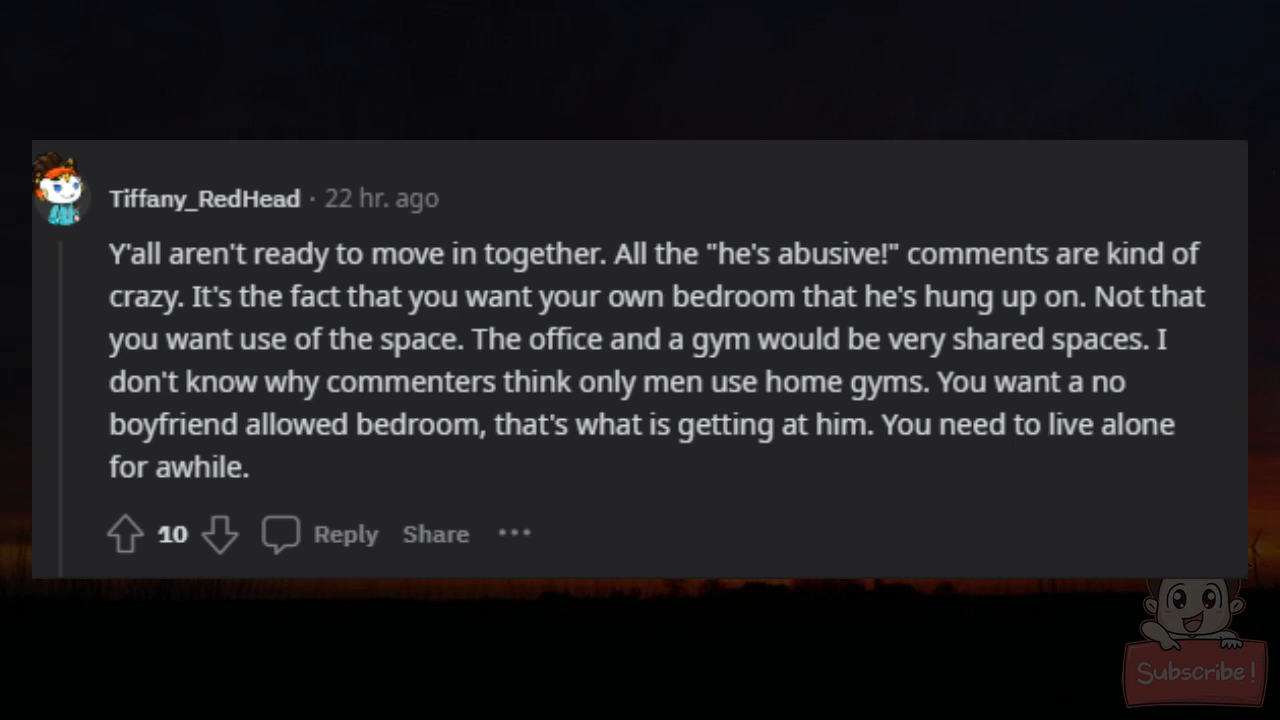 Tiffany_RedHead · 22 hr. ago
Y'all aren't ready to move in together. All the "he's abusive!" comments are kind of
crazy. It's the fact that you want your own bedroom that he's hung up on. Not that
you want use of the space. The office and a gym would be very shared spaces. I
don't know why commenters think only men use home gyms. You want a no
boyfriend allowed bedroom, that's what is getting at him. You need to live alone
for awhile.
10 Reply Share ···
Subscribe!